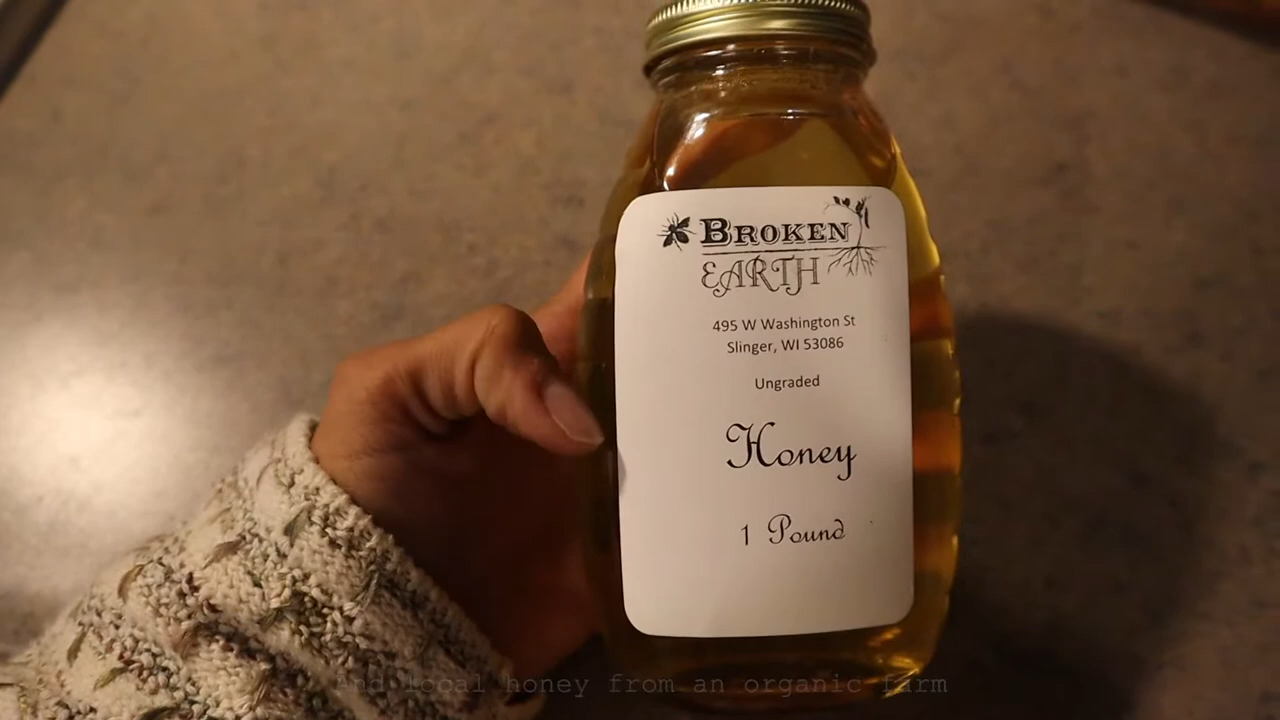 BROKEN
EARTH
495 W Washington St
Slinger, WI 53086
Ungraded
Honey
1 Pound
And local honey from an organic farm